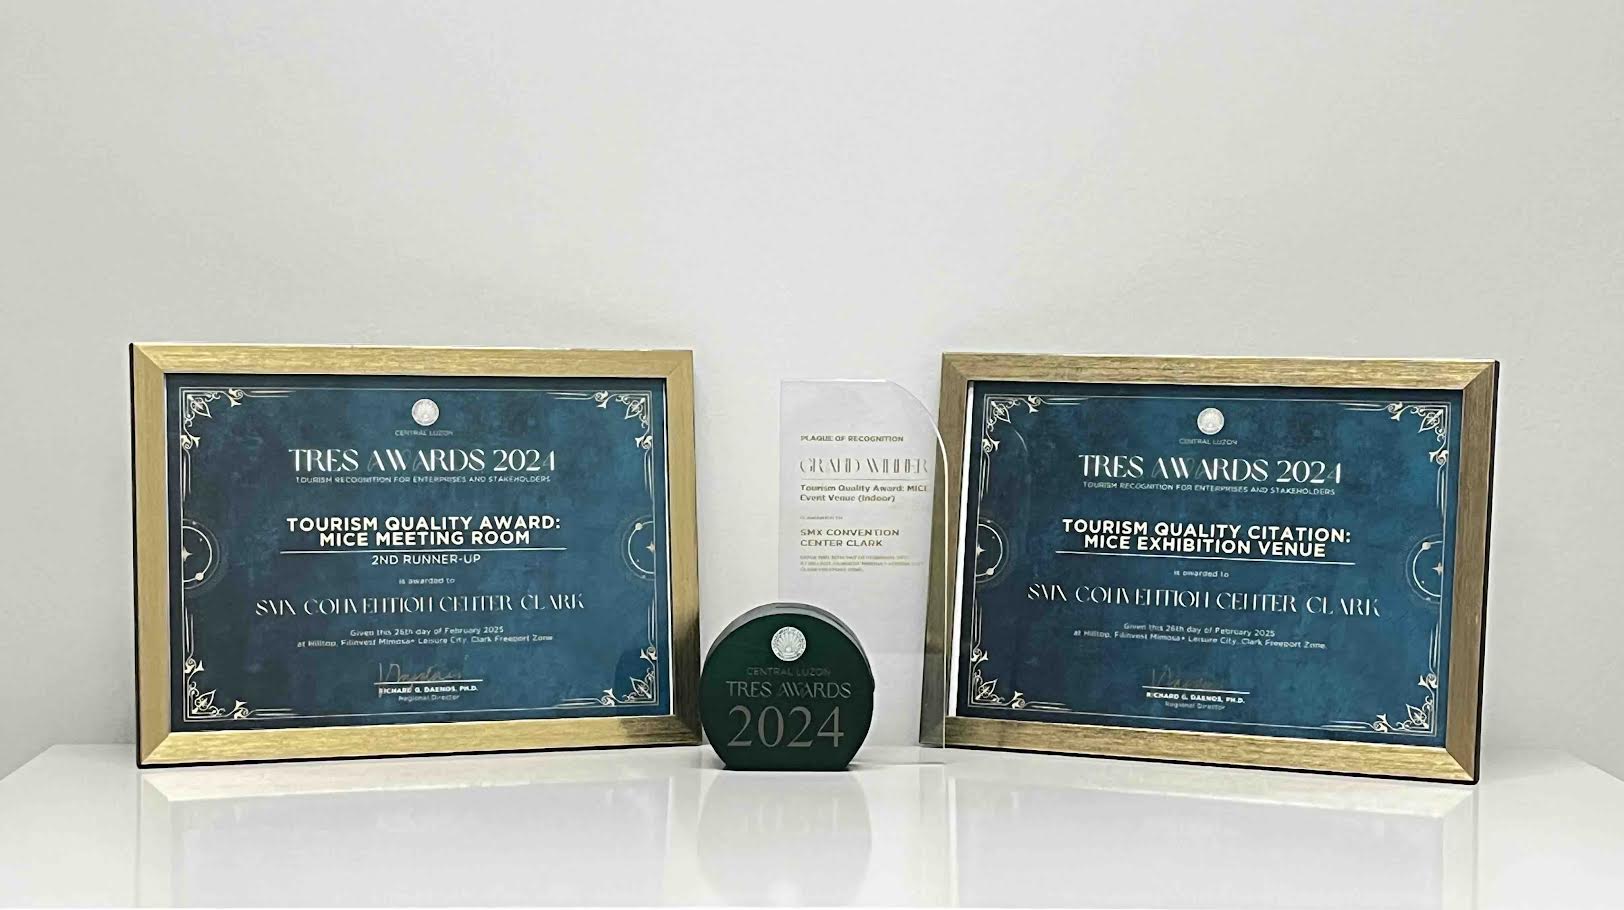 CENTRAL LUZON
TRES AWARDS 2024
TOURISM RECOGNITION FOR ENTERPRISES AND STAKEHOLDERS
TOURISM QUALITY AWARD:
MICE MEETING ROOM
2ND RUNNER-UP
is awarded to
SMX CONVENTION CENTER CLARK
Given this 26th day of February 2025
at Hilltop, Filinvest Mimosa+ Leisure City, Clark Freeport Zone
RICHARD G. DAENOS, PH.D.
Regional Director
PLAQUE OF RECOGNITION
GRAND WINNER
Tourism Quality Award: MICE
Event Venue (Indoor)
SMX CONVENTION
CENTER CLARK
CENTRAL LUZON
TRES AWARDS
2024
CENTRAL LUZON
TRES AWARDS 2024
TOURISM RECOGNITION FOR ENTERPRISES AND STAKEHOLDERS
TOURISM QUALITY CITATION:
MICE EXHIBITION VENUE
is awarded to
SMX CONVENTION CENTER CLARK
Given this 26th day of February 2025
at Hilltop, Filinvest Mimosa+ Leisure City, Clark Freeport Zone
RICHARD G. DAENOS, PH.D.
Regional Director